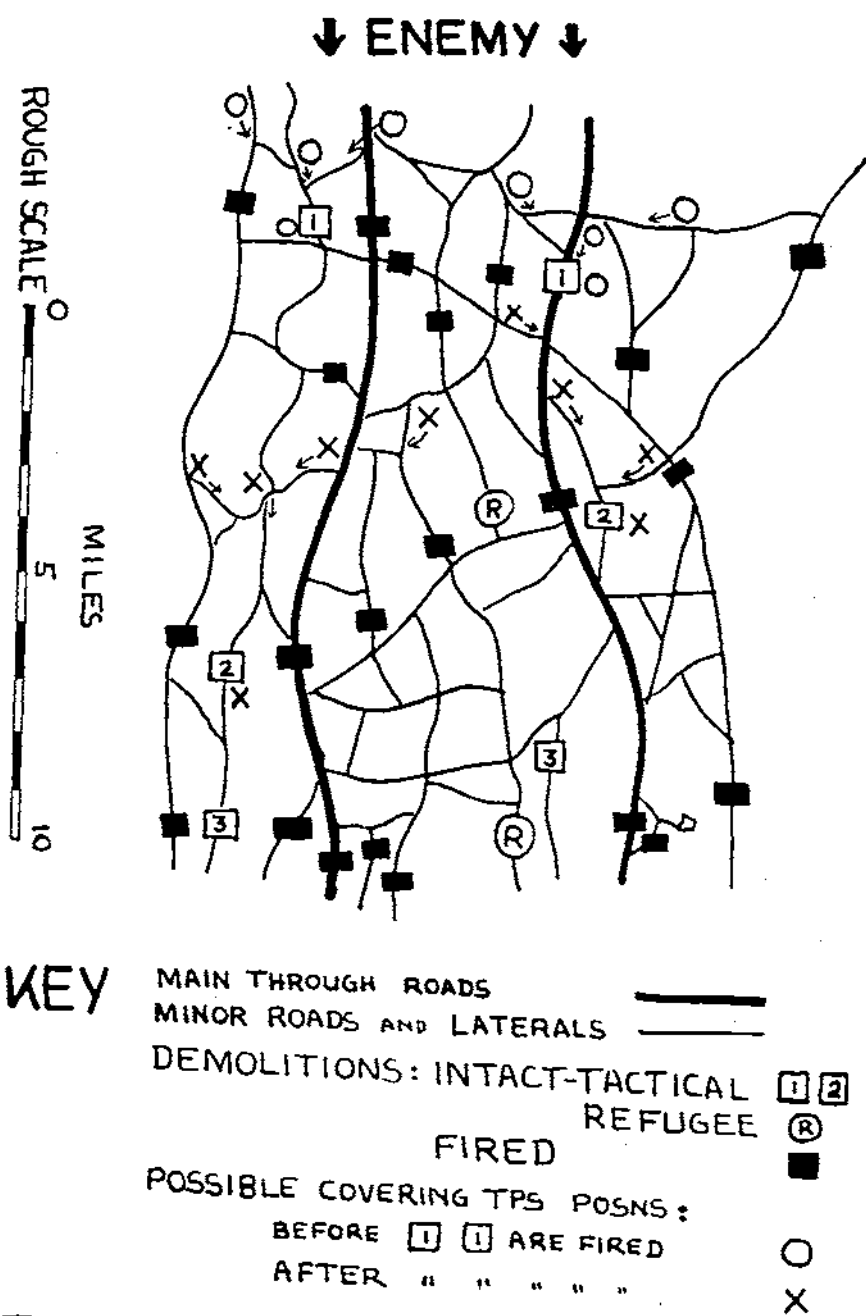 ↓ ENEMY ↓
ROUGH SCALE
0
5
MILES
10
1
1
R
2
2
3
3
R
KEY
MAIN THROUGH ROADS
MINOR ROADS AND LATERALS
DEMOLITIONS: INTACT-TACTICAL 1 2
REFUGEE R
FIRED
POSSIBLE COVERING TPS POSNS:
BEFORE 1 1 ARE FIRED O
AFTER " " " " " X